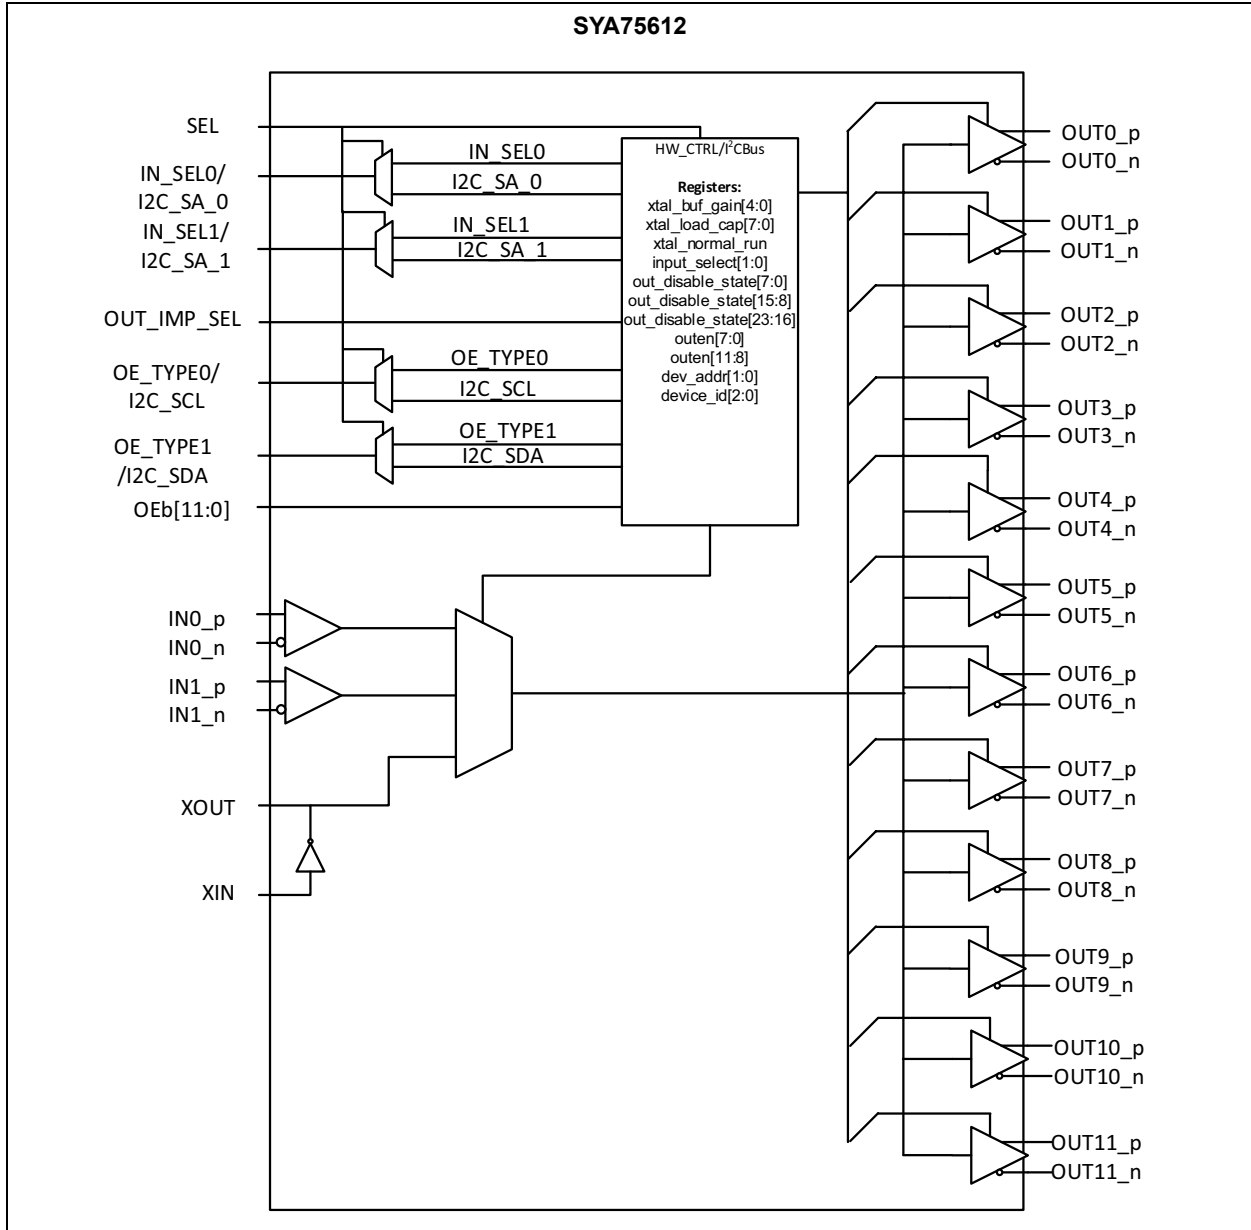 SYA75612
SEL
IN_SEL0/
I2C_SA_0
IN_SEL1/
I2C_SA_1
OUT_IMP_SEL
OE_TYPE0/
I2C_SCL
OE_TYPE1
/I2C_SDA
OEb[11:0]
IN0_p
IN0_n
IN1_p
IN1_n
XOUT
XIN
IN_SEL0
I2C_SA_0
IN_SEL1
I2C_SA_1
OE_TYPE0
I2C_SCL
OE_TYPE1
I2C_SDA
HW_CTRL/I²CBus
Registers:
xtal_buf_gain[4:0]
xtal_load_cap[7:0]
xtal_normal_run
input_select[1:0]
out_disable_state[7:0]
out_disable_state[15:8]
out_disable_state[23:16]
outen[7:0]
outen[11:8]
dev_addr[1:0]
device_id[2:0]
OUT0_p
OUT0_n
OUT1_p
OUT1_n
OUT2_p
OUT2_n
OUT3_p
OUT3_n
OUT4_p
OUT4_n
OUT5_p
OUT5_n
OUT6_p
OUT6_n
OUT7_p
OUT7_n
OUT8_p
OUT8_n
OUT9_p
OUT9_n
OUT10_p
OUT10_n
OUT11_p
OUT11_n